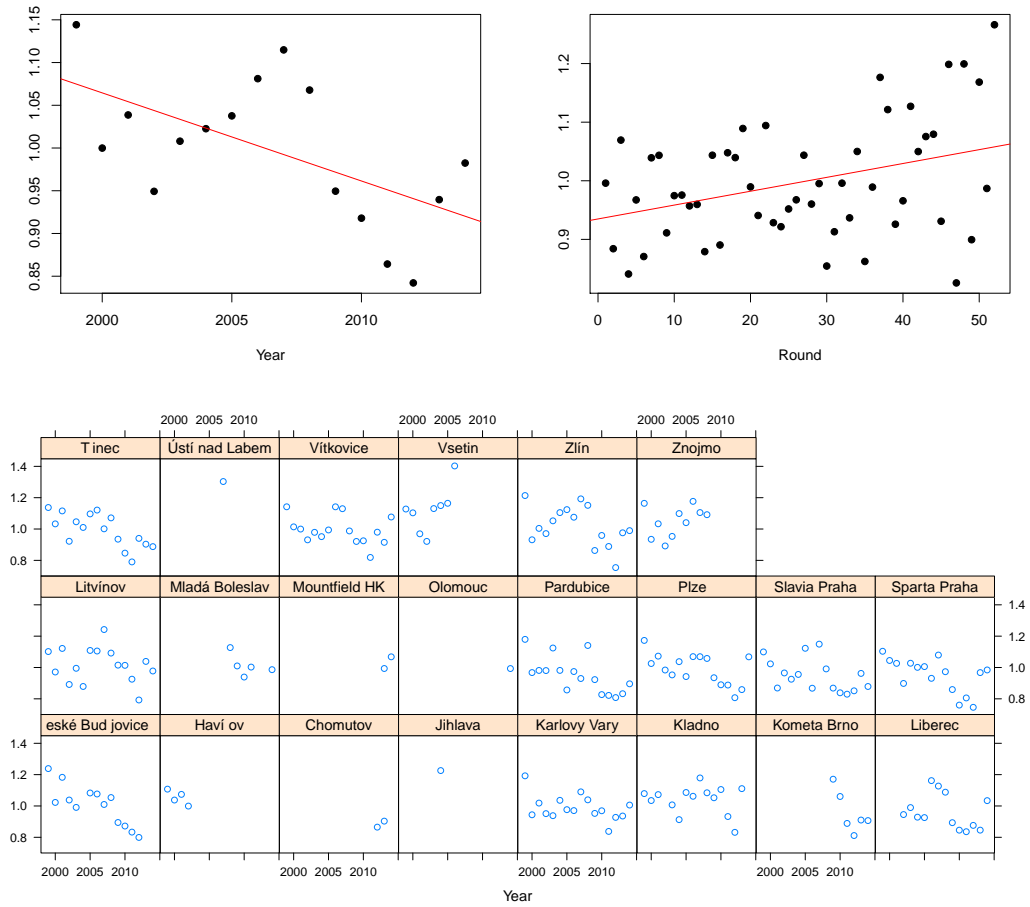 0.85 0.90 0.95 1.00 1.05 1.10 1.15
2000 2005 2010
Year
0.9 1.0 1.1 1.2
0 10 20 30 40 50
Round
2000 2005 2010 2000 2005 2010 2000 2005 2010
T inec Ústí nad Labem Vítkovice Vsetin Zlín Znojmo
1.4
1.2
1.0
0.8
Litvínov Mladá Boleslav Mountfield HK Olomouc Pardubice Plze Slavia Praha Sparta Praha
1.4
1.2
1.0
0.8
eské Bud jovice Haví ov Chomutov Jihlava Karlovy Vary Kladno Kometa Brno Liberec
1.4
1.2
1.0
0.8
2000 2005 2010 2000 2005 2010 2000 2005 2010 2000 2005 2010
Year